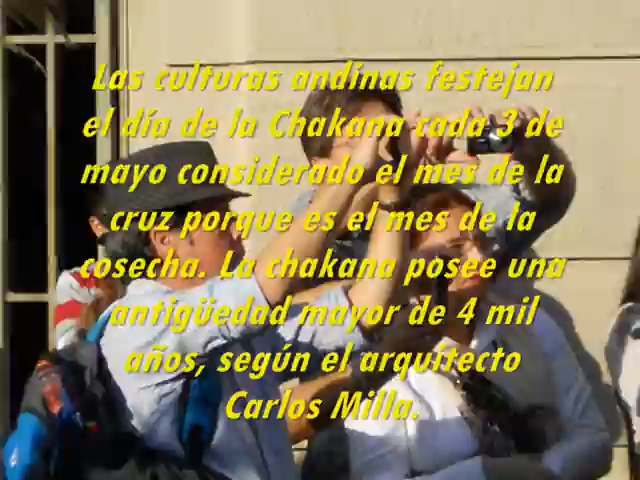 Las culturas andinas festejan
el día de la Chakana cada 3 de
mayo considerado el mes de la
cruz porque es el mes de la
cosecha. La chakana posee una
antigüedad mayor de 4 mil
años, según el arquitecto
Carlos Milla.